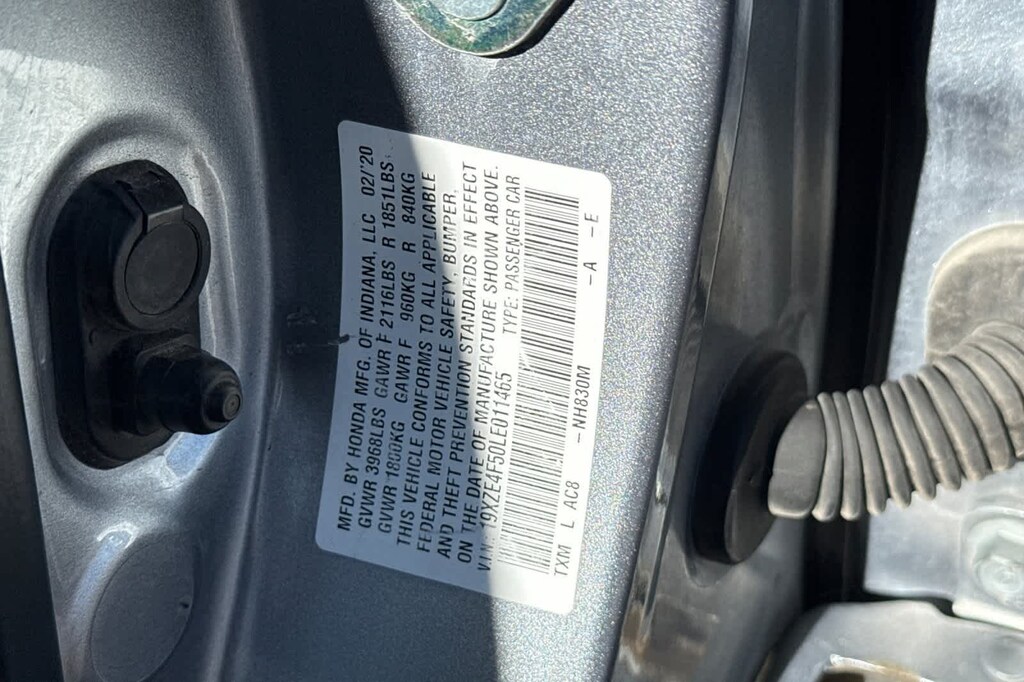 MFD. BY HONDA MFG. OF INDIANA, LLC 02/'20
GVWR 3968LBS GAWR F 2116LBS R 1851LBS
GVWR 1800KG GAWR F 960KG R 840KG
THIS VEHICLE CONFORMS TO ALL APPLICABLE
FEDERAL MOTOR VEHICLE SAFETY, BUMPER,
AND THEFT PREVENTION STANDARDS IN EFFECT
ON THE DATE OF MANUFACTURE SHOWN ABOVE.
V.I.N. 19XZE4F50LE011465 TYPE: PASSENGER CAR
TXM L AC8 -NH830M -A -E